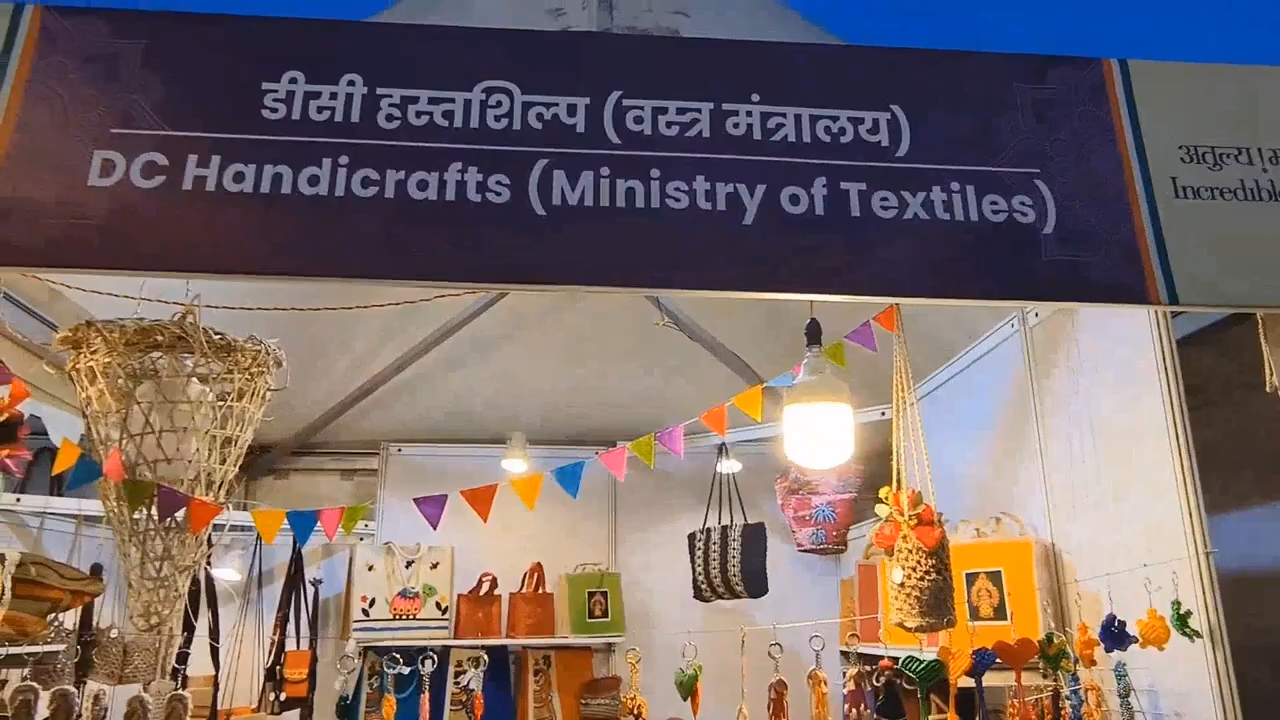 डीसी हस्तशिल्प (वस्त्र मंत्रालय)
DC Handicrafts (Ministry of Textiles)
अतुल्य!